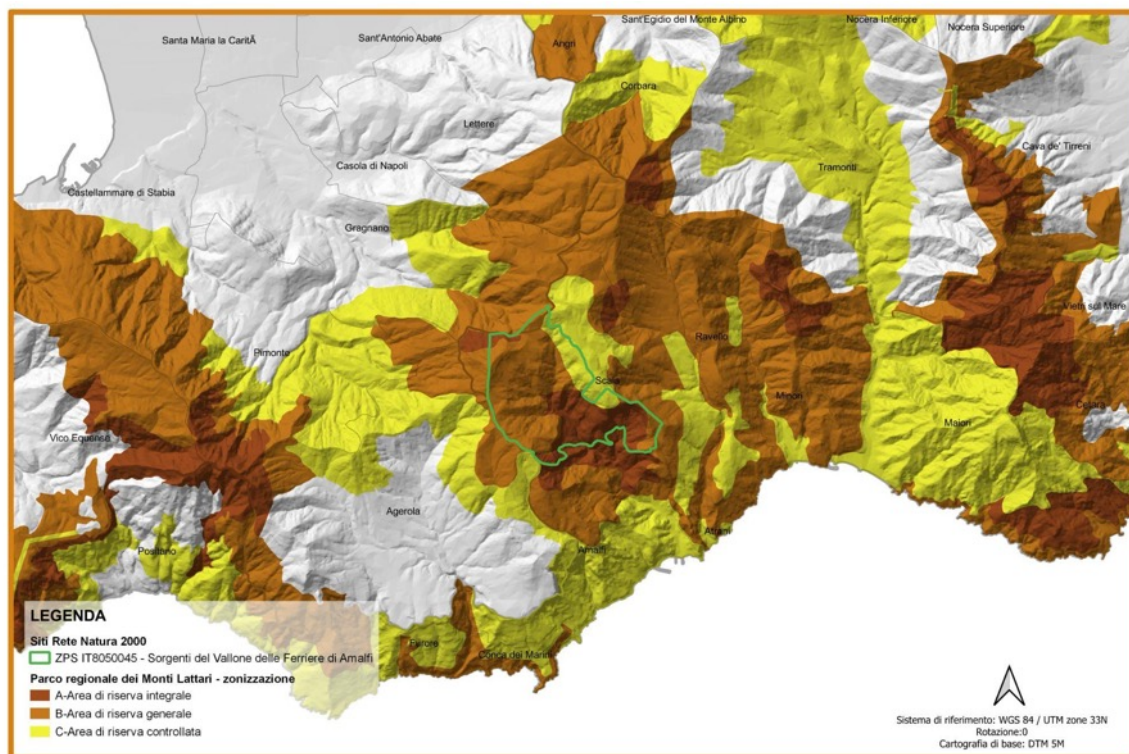 Sant'Egidio del Monte Albino
Nocera Inferiore
Nocera Superiore
Santa Maria la CaritÃ
Sant'Antonio Abate
Angri
Corbara
Lettere
Cava de' Tirreni
Casola di Napoli
Tramonti
Castellammare di Stabia
Gragnano
Vietri sul Mare
Ravello
Pimonte
Scala
Minori
Cetara
Maiori
Vico Equense
Agerola
Atrani
Amalfi
Positano
Furore
Conca dei Marini
LEGENDA
Siti Rete Natura 2000
ZPS IT8050045 - Sorgenti del Vallone delle Ferriere di Amalfi
Parco regionale dei Monti Lattari - zonizzazione
A-Area di riserva integrale
B-Area di riserva generale
C-Area di riserva controllata
Sistema di riferimento: WGS 84 / UTM zone 33N
Rotazione:0
Cartografia di base: DTM 5M